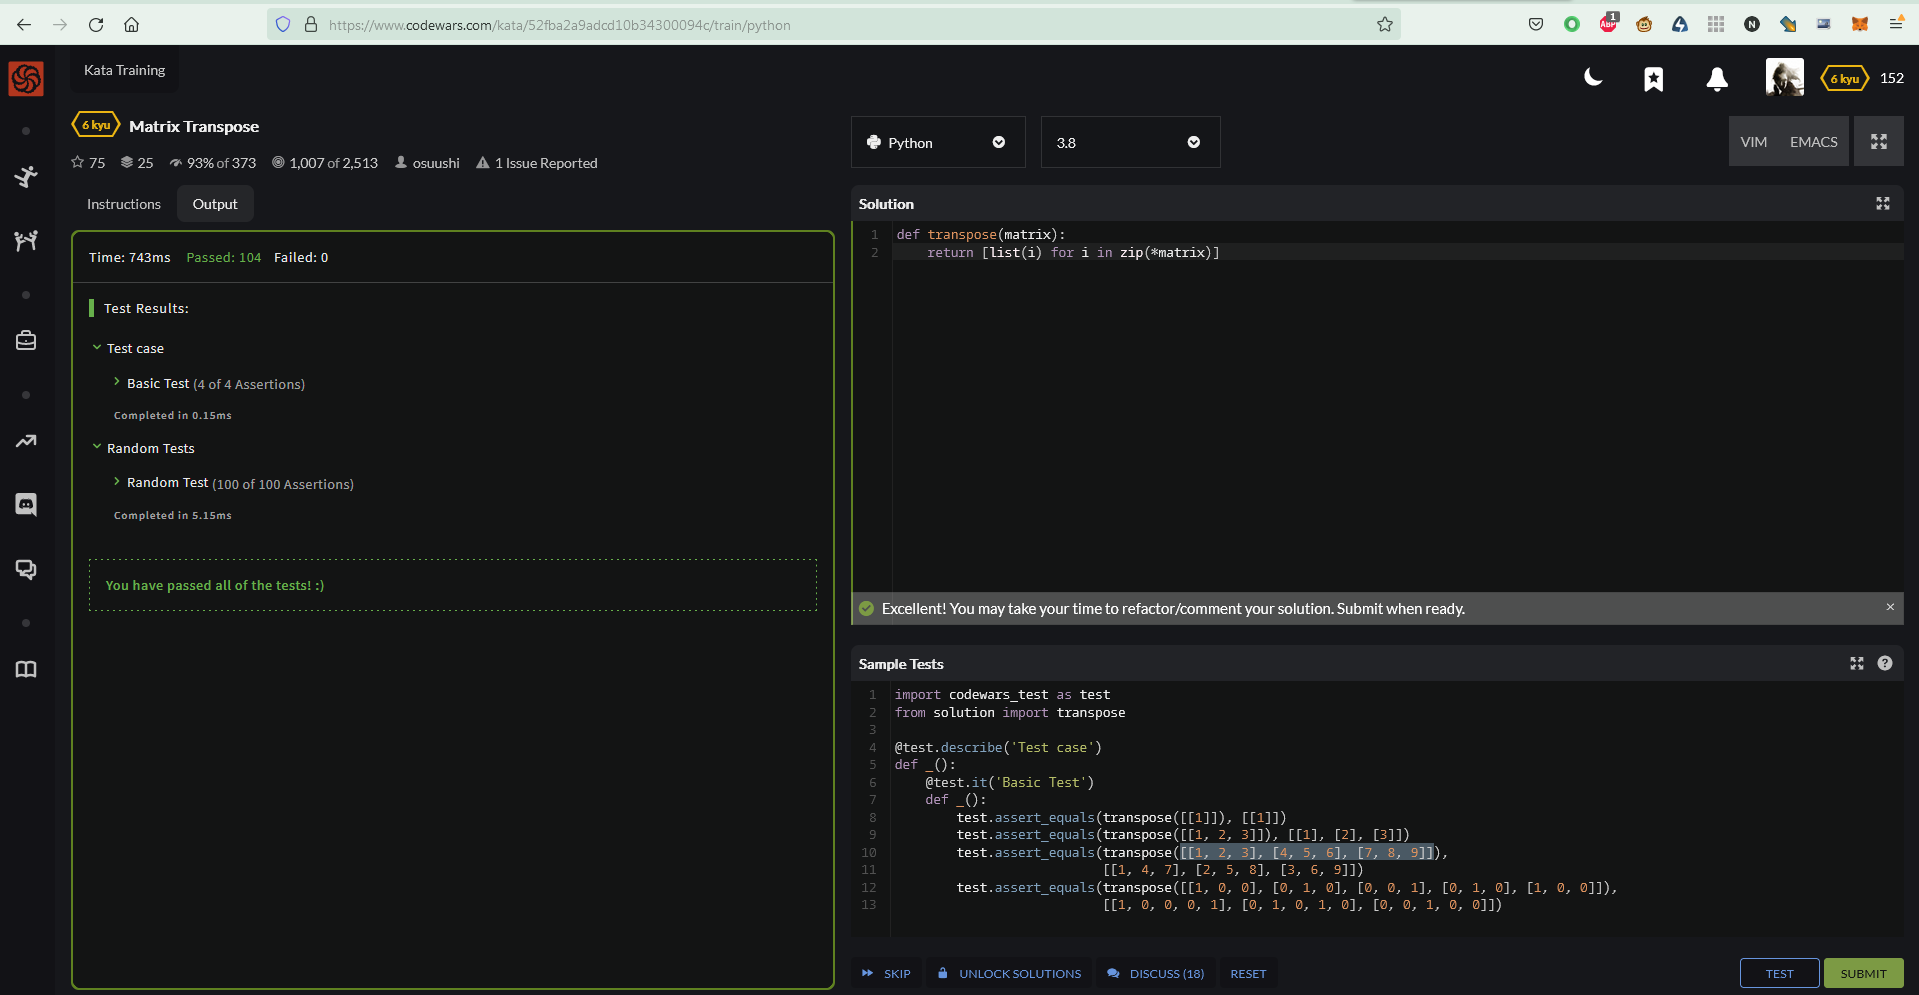 https://www.codewars.com/kata/52fba2a9adcd10b34300094c/train/python
ABP
1
N
Kata Training
6 kyu
152
6 kyu
Matrix Transpose
75
25
93% of 373
1,007 of 2,513
osuushi
1 Issue Reported
Instructions
Output
Time: 743ms
Passed: 104
Failed: 0
Test Results:
Test case
Basic Test (4 of 4 Assertions)
Completed in 0.15ms
Random Tests
Random Test (100 of 100 Assertions)
Completed in 5.15ms
You have passed all of the tests! :)
Python
3.8
VIM
EMACS
Solution
1 def transpose(matrix):
2     return [list(i) for i in zip(*matrix)]
Excellent! You may take your time to refactor/comment your solution. Submit when ready.
×
Sample Tests
?
1 import codewars_test as test
2 from solution import transpose
3
4 @test.describe('Test case')
5 def _():
6     @test.it('Basic Test')
7     def _():
8         test.assert_equals(transpose([[1]]), [[1]])
9         test.assert_equals(transpose([[1, 2, 3]]), [[1], [2], [3]])
10         test.assert_equals(transpose([[1, 2, 3], [4, 5, 6], [7, 8, 9]]),
11                            [[1, 4, 7], [2, 5, 8], [3, 6, 9]])
12         test.assert_equals(transpose([[1, 0, 0], [0, 1, 0], [0, 0, 1], [0, 1, 0], [1, 0, 0]]),
13                            [[1, 0, 0, 0, 1], [0, 1, 0, 1, 0], [0, 0, 1, 0, 0]])
SKIP
UNLOCK SOLUTIONS
DISCUSS (18)
RESET
TEST
SUBMIT